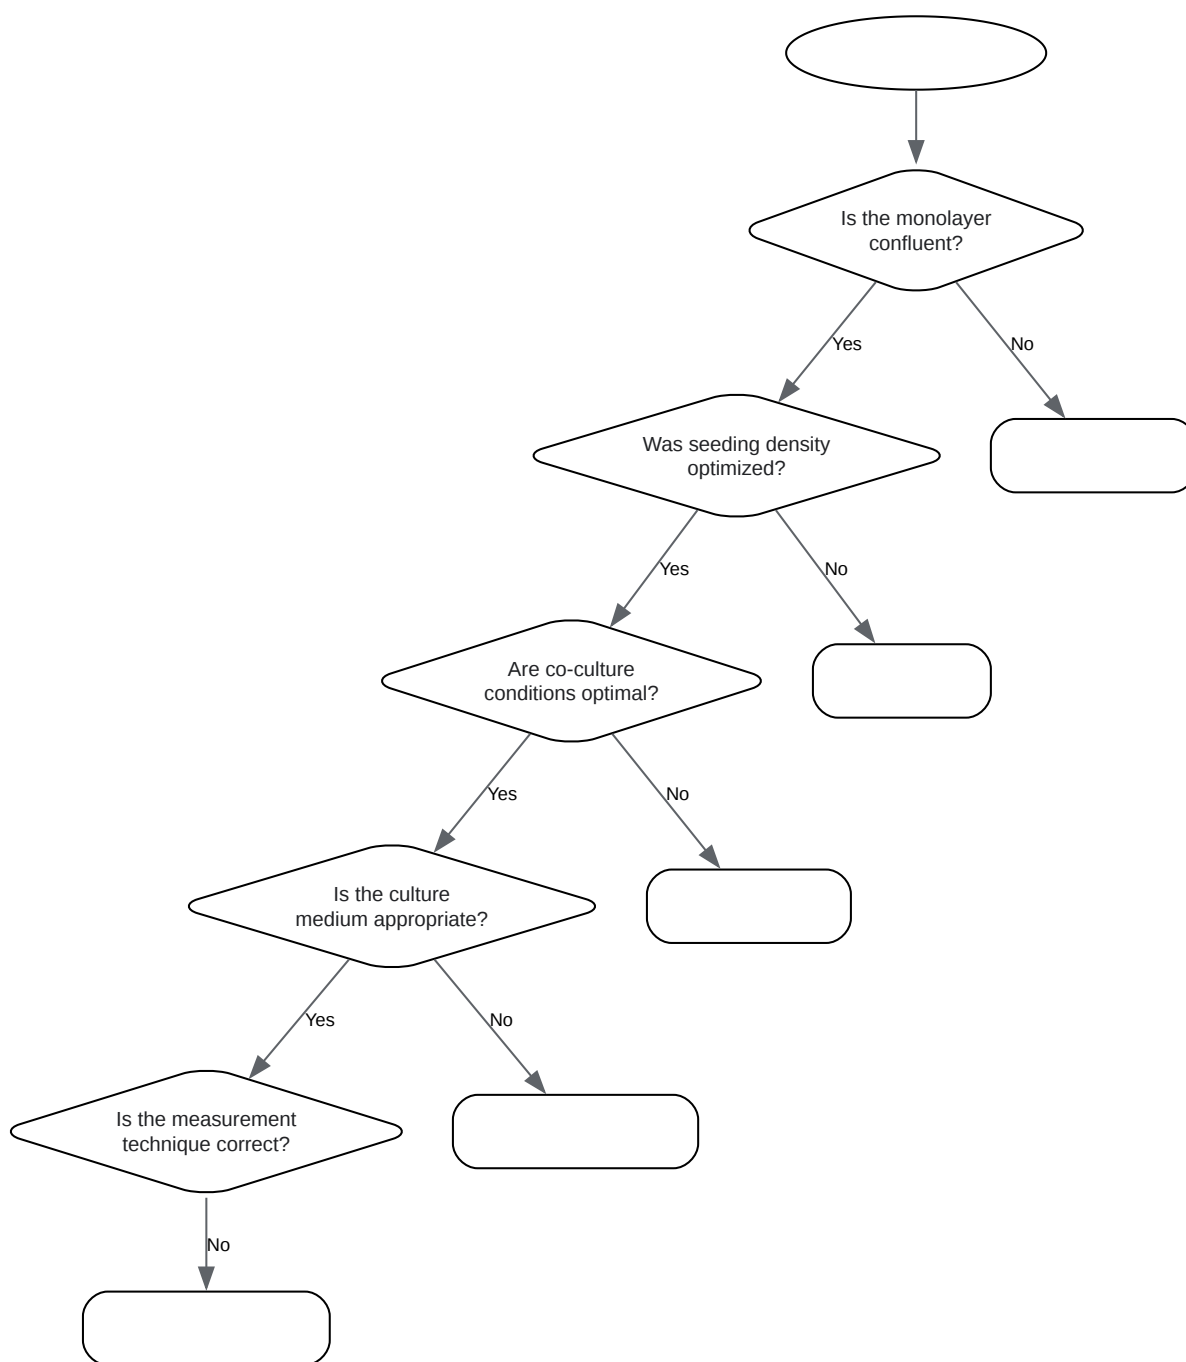 Is the monolayer
confluent?
Yes
No
Was seeding density
optimized?
Yes
No
Are co-culture
conditions optimal?
Yes
No
Is the culture
medium appropriate?
Yes
No
Is the measurement
technique correct?
No